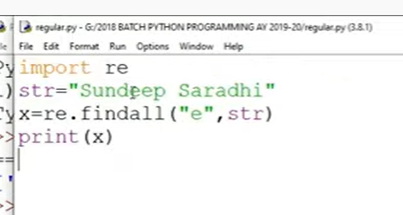 regular.py - G:/2018 BATCH PYTHON PROGRAMMING AY 2019-20/regular.py (3.8.1)
File Edit Format Run Options Window Help
import re
str="Sundeep Saradhi"
x=re.findall("e",str)
print(x)